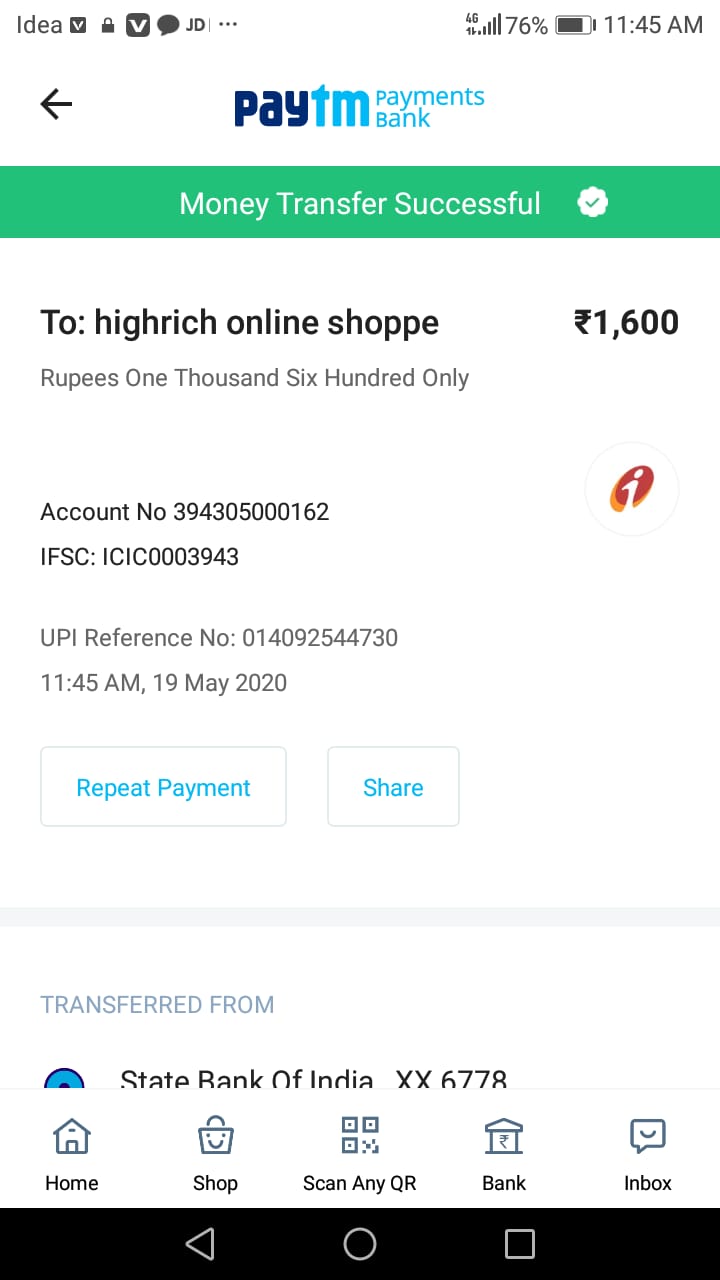 Idea JD 4G 76% 11:45 AM
paytm Payments Bank
Money Transfer Successful
To: highrich online shoppe ₹1,600
Rupees One Thousand Six Hundred Only
Account No 394305000162
IFSC: ICIC0003943
UPI Reference No: 014092544730
11:45 AM, 19 May 2020
Repeat Payment Share
TRANSFERRED FROM
State Bank Of India XX 6778
Home Shop Scan Any QR Bank Inbox